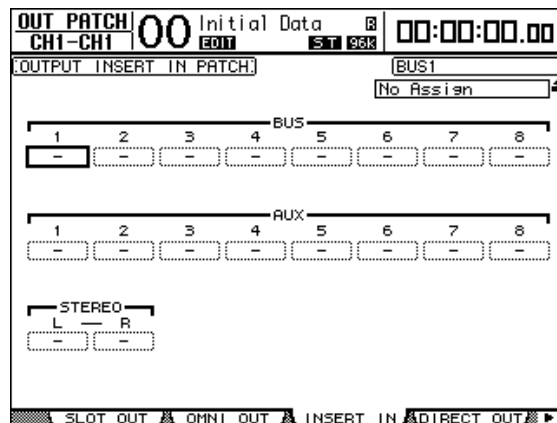 OUT PATCH
CH1-CH1
00 Initial Data R
EDIT ST 96k
00:00:00.00
OUTPUT INSERT IN PATCH
BUS1
No Assign
BUS
1 2 3 4 5 6 7 8
- - - - - - - -
AUX
1 2 3 4 5 6 7 8
- - - - - - - -
STEREO
L — R
- -
SLOT OUT OMNI OUT INSERT IN DIRECT OUT